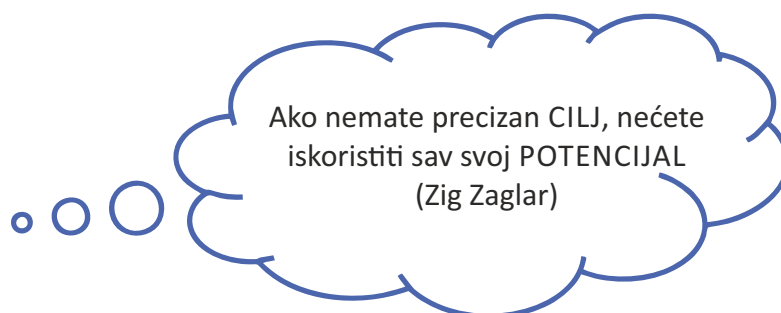 Ako nemate precizan CILJ, nećete
iskoristiti sav svoj POTENCIJAL
(Zig Zaglar)